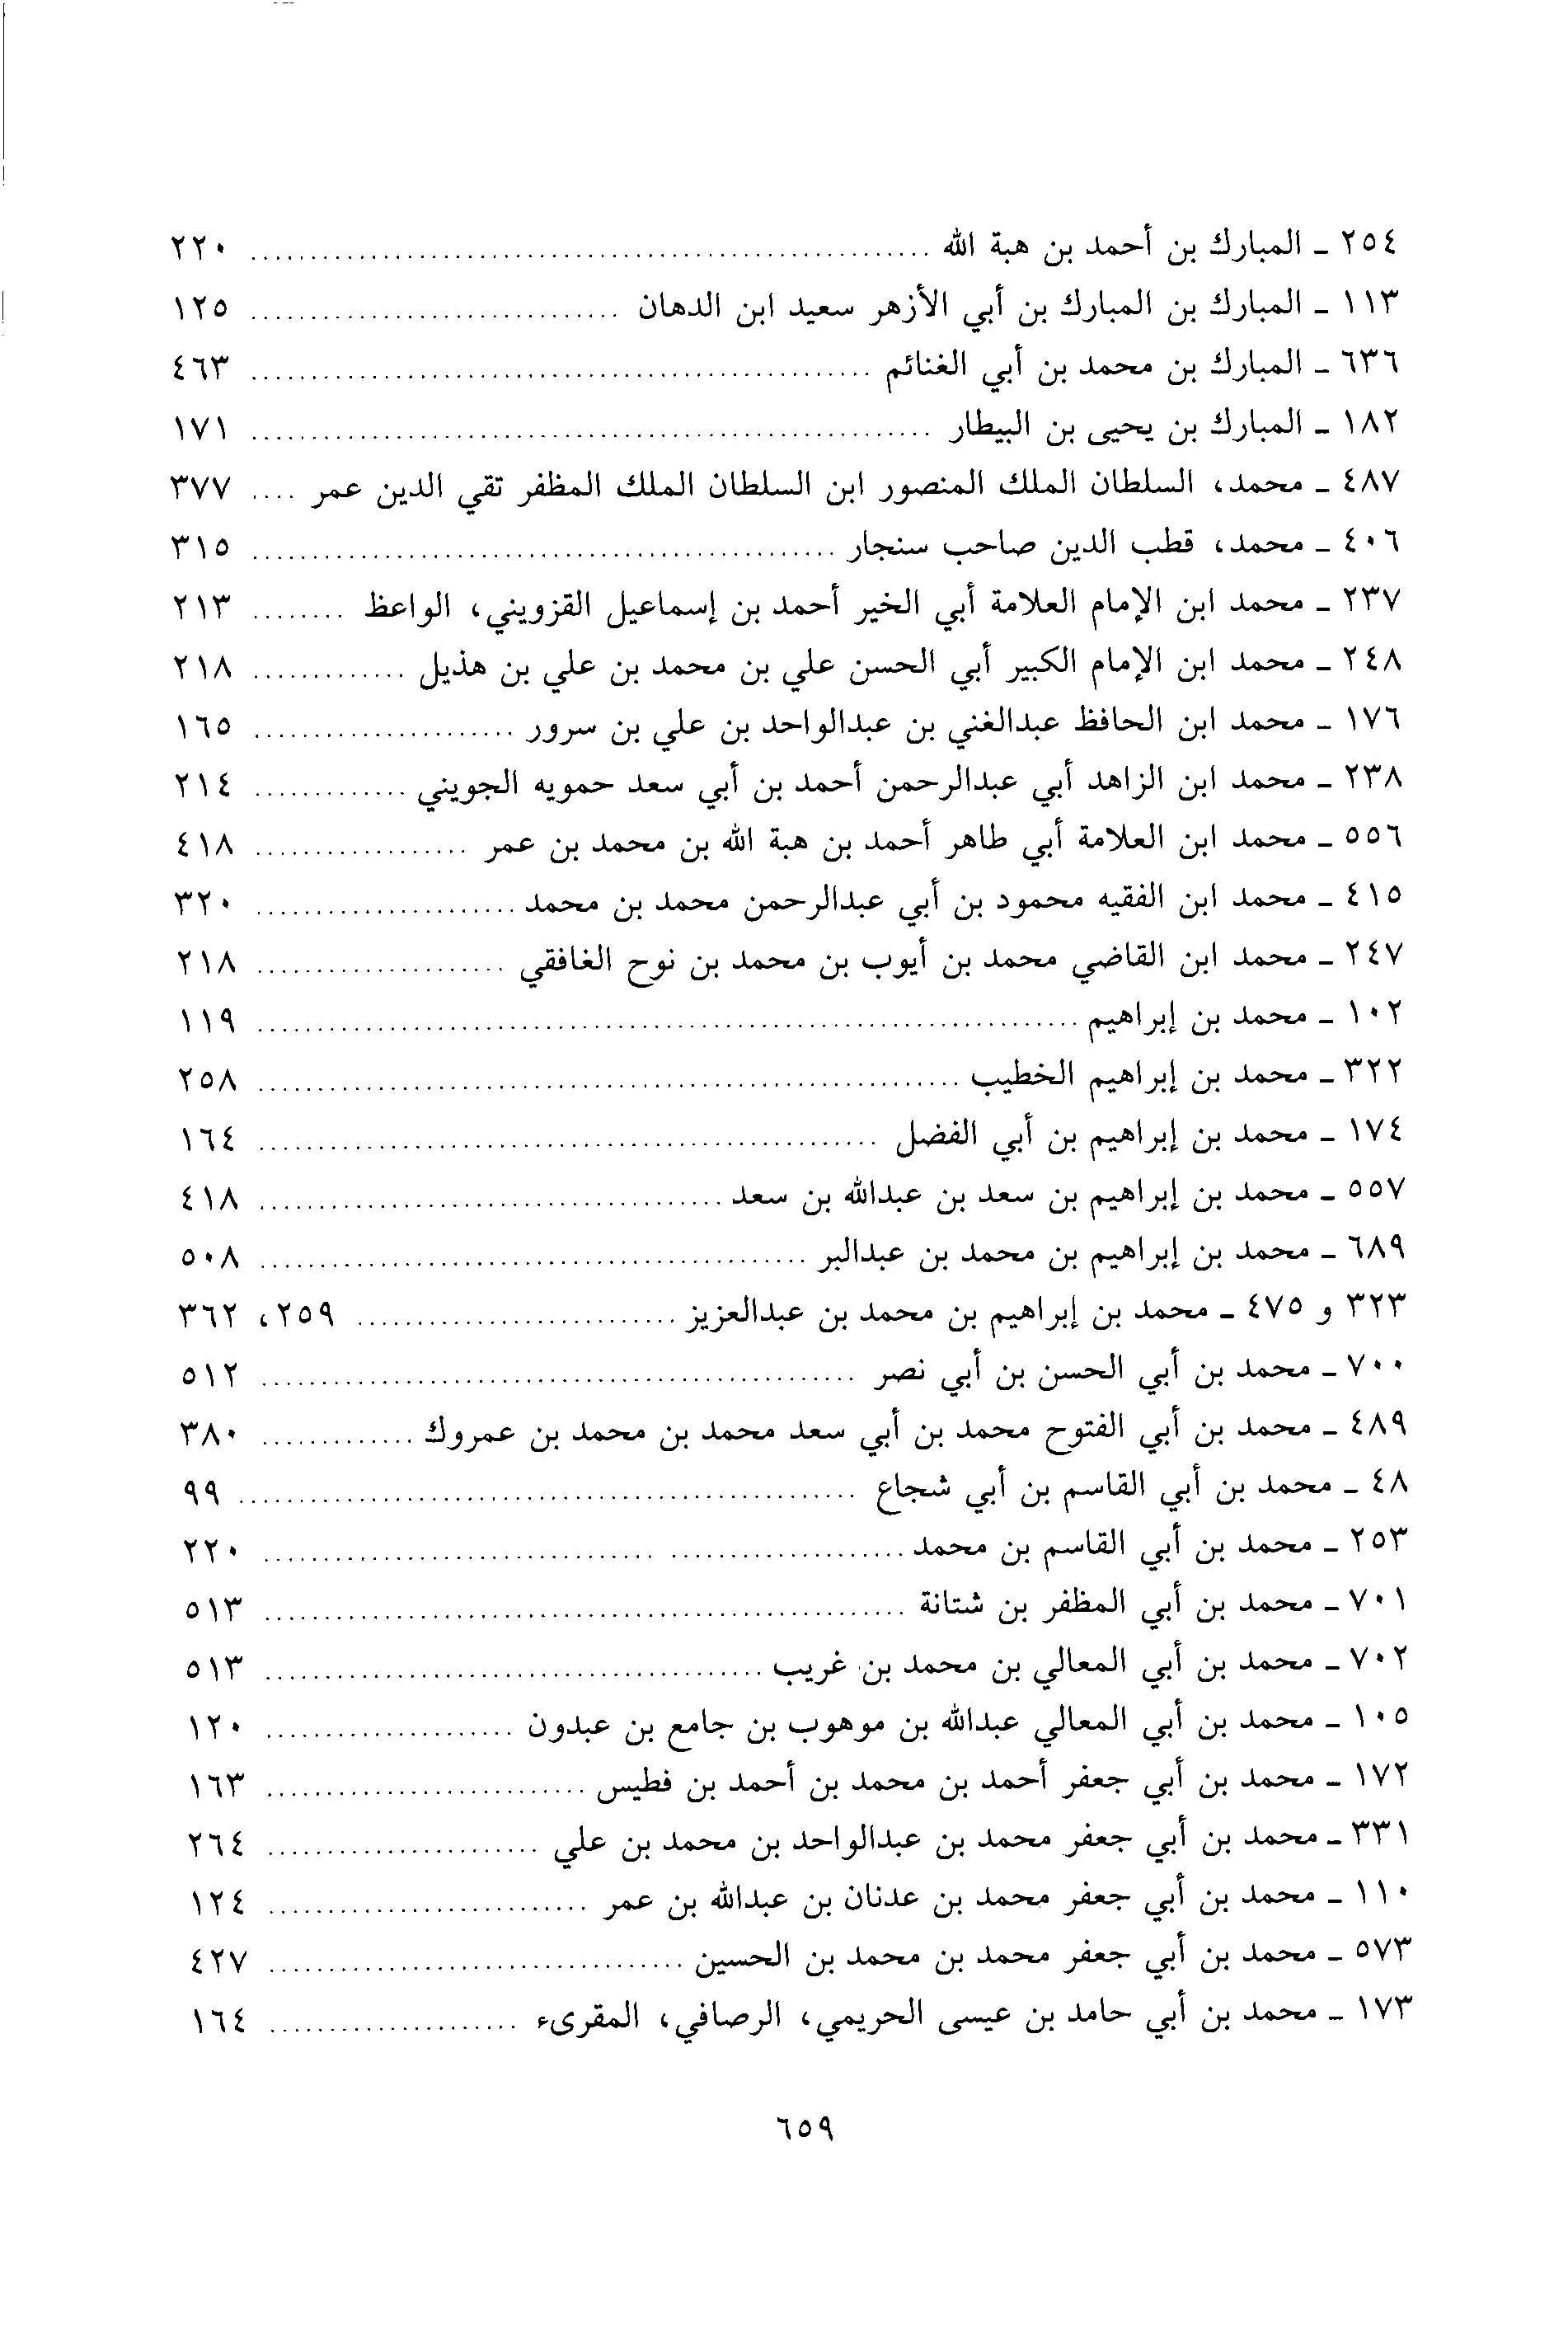 ٢٥٤ ـ المبارك بن أحمد بن هبة الله ........ ٢٢٠
١١٣ ـ المبارك بن المبارك بن أبي الأزهر سعيد ابن الدهان ........ ١٢٥
٦٣٦ ـ المبارك بن محمد بن أبي الغنائم ........ ٤٦٣
١٨٢ ـ المبارك بن يحيى بن البيطار ........ ١٧١
٤٨٧ ـ محمد، السلطان الملك المنصور ابن السلطان الملك المظفر تقي الدين عمر .... ٣٧٧
٤٠٦ ـ محمد، قطب الدين صاحب سنجار ........ ٣١٥
٢٣٧ ـ محمد ابن الإمام العلامة أبي الخير أحمد بن إسماعيل القزويني، الواعظ ........ ٢١٣
٢٤٨ ـ محمد ابن الإمام الكبير أبي الحسن علي بن محمد بن علي بن هذيل ........ ٢١٨
١٧٦ ـ محمد ابن الحافظ عبدالغني بن عبدالواحد بن علي بن سرور ........ ١٦٥
٢٣٨ ـ محمد ابن الزاهد أبي عبدالرحمن أحمد بن أبي سعد حمويه الجويني ........ ٢١٤
٥٥٦ ـ محمد ابن العلامة أبي طاهر أحمد بن هبة الله بن محمد بن عمر ........ ٤١٨
٤١٥ ـ محمد ابن الفقيه محمود بن أبي عبدالرحمن محمد بن محمد ........ ٣٢٠
٢٤٧ ـ محمد ابن القاضي محمد بن أيوب بن محمد بن نوح الغافقي ........ ٢١٨
١٠٢ ـ محمد بن إبراهيم ........ ١١٩
٣٢٢ ـ محمد بن إبراهيم الخطيب ........ ٢٥٨
١٧٤ ـ محمد بن إبراهيم بن أبي الفضل ........ ١٦٤
٥٥٧ ـ محمد بن إبراهيم بن سعد بن عبدالله بن سعد ........ ٤١٨
٦٨٩ ـ محمد بن إبراهيم بن محمد بن عبدالبر ........ ٥٠٨
٣٢٣ و ٤٧٥ ـ محمد بن إبراهيم بن محمد بن عبدالعزيز ........ ٢٥٩، ٣٦٢
٧٠٠ ـ محمد بن أبي الحسن بن أبي نصر ........ ٥١٢
٤٨٩ ـ محمد بن أبي الفتوح محمد بن أبي سعد محمد بن محمد بن عمروك ........ ٣٨٠
٤٨ ـ محمد بن أبي القاسم بن أبي شجاع ........ ٩٩
٢٥٣ ـ محمد بن أبي القاسم بن محمد ........ ٢٢٠
٧٠١ ـ محمد بن أبي المظفر بن شتانة ........ ٥١٣
٧٠٢ ـ محمد بن أبي المعالي بن محمد بن غريب ........ ٥١٣
١٠٥ ـ محمد بن أبي المعالي عبدالله بن موهوب بن جامع بن عبدون ........ ١٢٠
١٧٢ ـ محمد بن أبي جعفر أحمد بن محمد بن أحمد بن فطيس ........ ١٦٣
٣٣١ ـ محمد بن أبي جعفر محمد بن عبدالواحد بن محمد بن علي ........ ٢٦٤
١١٠ ـ محمد بن أبي جعفر محمد بن عدنان بن عبدالله بن عمر ........ ١٢٤
٥٧٣ ـ محمد بن أبي جعفر محمد بن محمد بن الحسين ........ ٤٢٧
١٧٣ ـ محمد بن أبي حامد بن عيسى الحريمي، الرصافي، المقرىء ........ ١٦٤
٦٥٩